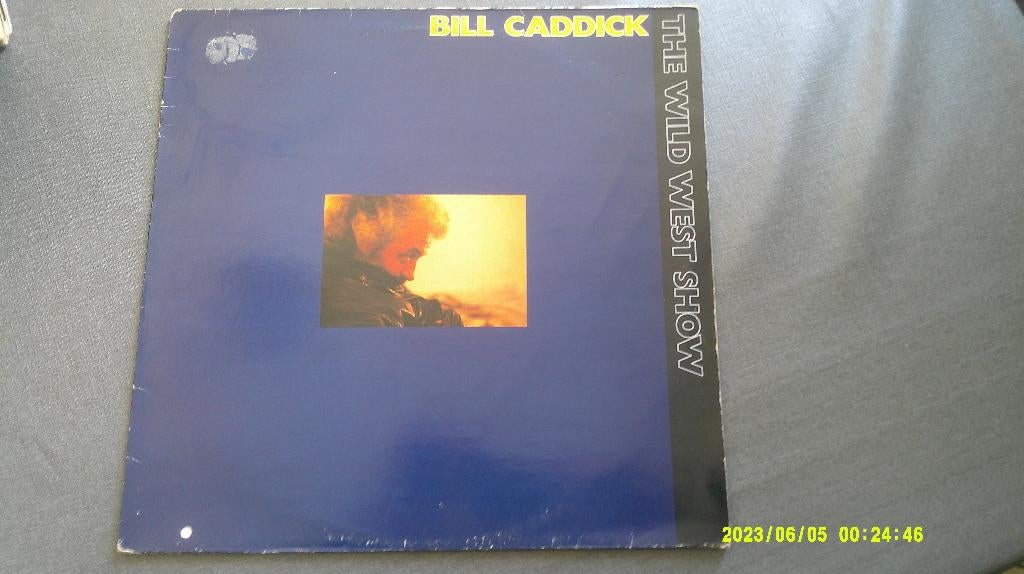 BILL CADDICK
THE WILD WEST SHOW
2023/06/05 00:24:46